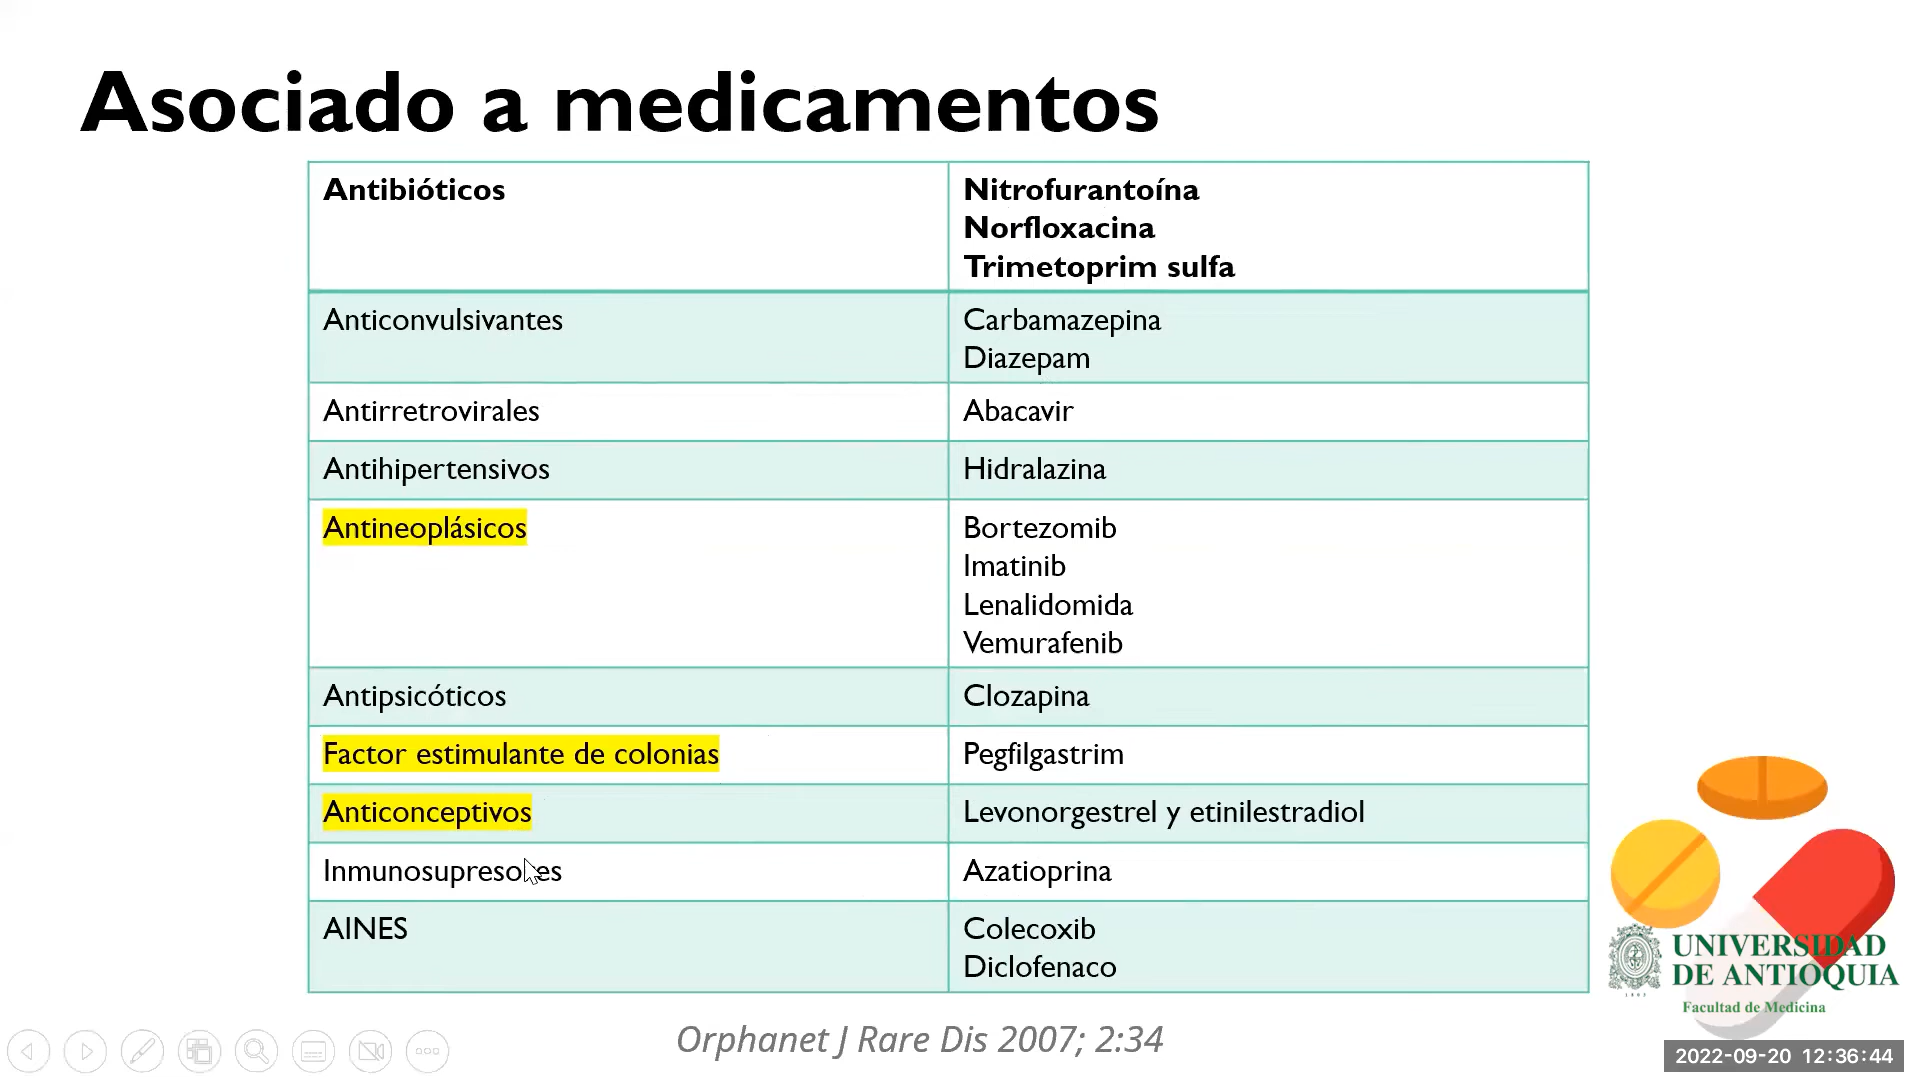 Asociado a medicamentos
Antibióticos
Nitrofurantoína
Norfloxacina
Trimetoprim sulfa
Anticonvulsivantes
Carbamazepina
Diazepam
Antirretrovirales
Abacavir
Antihipertensivos
Hidralazina
Antineoplásicos
Bortezomib
Imatinib
Lenalidomida
Vemurafenib
Antipsicóticos
Clozapina
Factor estimulante de colonias
Pegfilgastrim
Anticonceptivos
Levonorgestrel y etinilestradiol
Inmunosupresores
Azatioprina
AINES
Colecoxib
Diclofenaco
UNIVERSIDAD
DE ANTIOQUIA
1803
Facultad de Medicina
Orphanet J Rare Dis 2007; 2:34
2022-09-20 12:36:44